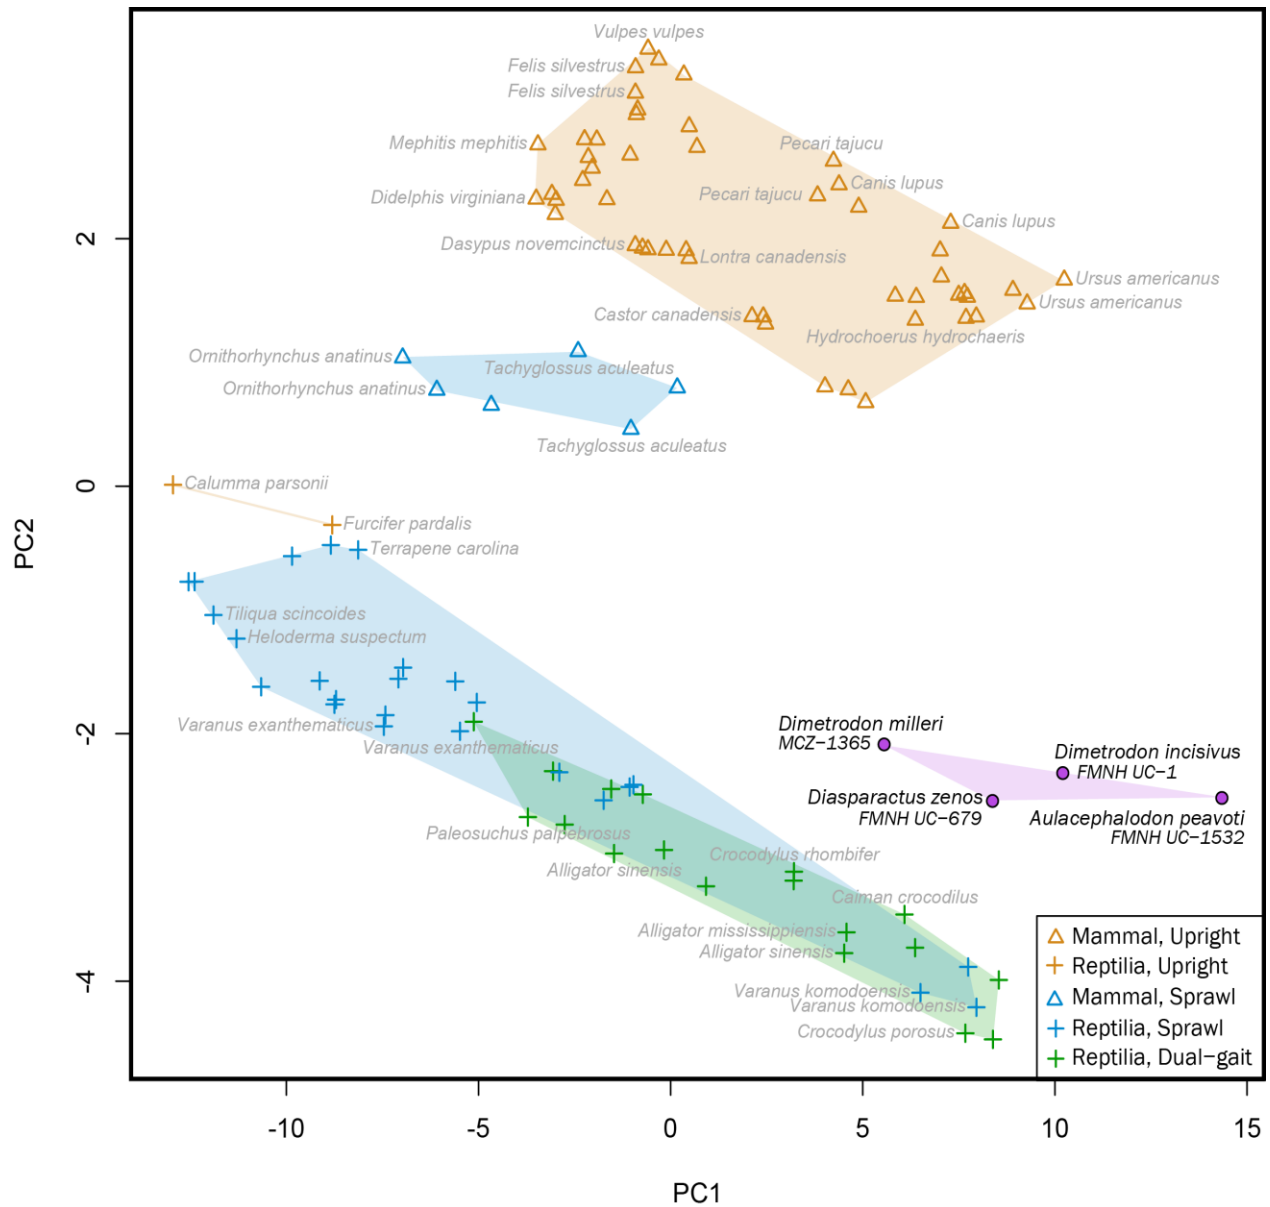 Vulpes vulpes
Felis silvestrus
Felis silvestrus
Mephitis mephitis
Pecari tajucu
Canis lupus
Pecari tajucu
Didelphis virginiana
Canis lupus
Dasypus novemcinctus
Lontra canadensis
Ursus americanus
Ursus americanus
Castor canadensis
Hydrochoerus hydrochaeris
Ornithorhynchus anatinus
Tachyglossus aculeatus
Ornithorhynchus anatinus
Tachyglossus aculeatus
Calumma parsonii
Furcifer pardalis
Terrapene carolina
Tiliqua scincoides
Heloderma suspectum
Varanus exanthematicus
Varanus exanthematicus
Dimetrodon milleri
MCZ−1365
Dimetrodon incisivus
FMNH UC−1
Diasparactus zenos
FMNH UC−679
Aulacephalodon peavoti
FMNH UC−1532
Paleosuchus palpebrosus
Crocodylus rhombifer
Alligator sinensis
Caiman crocodilus
Alligator mississippiensis
Alligator sinensis
Varanus komodoensis
Varanus komodoensis
Crocodylus porosus
Mammal, Upright
Reptilia, Upright
Mammal, Sprawl
Reptilia, Sprawl
Reptilia, Dual−gait
2
0
-2
-4
PC2
-10 -5 0 5 10 15
PC1